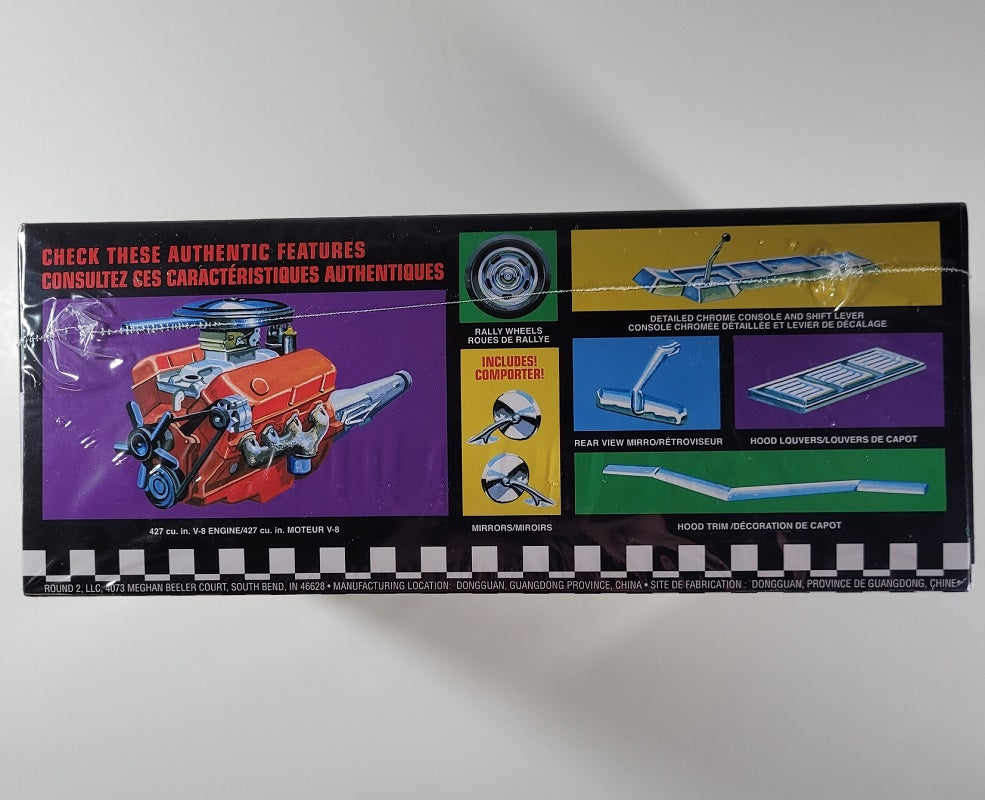 CHECK THESE AUTHENTIC FEATURES
CONSULTEZ CES CARACTÉRISTIQUES AUTHENTIQUES
427 cu. in. V-8 ENGINE/427 cu. in. MOTEUR V-8
RALLY WHEELS
ROUES DE RALLYE
INCLUDES!
COMPORTER!
MIRRORS/MIROIRS
DETAILED CHROME CONSOLE AND SHIFT LEVER
CONSOLE CHROMÉE DÉTAILLÉE ET LEVIER DE DÉCALAGE
REAR VIEW MIRRO/RÉTROVISEUR
HOOD LOUVERS/LOUVERS DE CAPOT
HOOD TRIM /DÉCORATION DE CAPOT
ROUND 2, LLC, 4073 MEGHAN BEELER COURT, SOUTH BEND, IN 46628 • MANUFACTURING LOCATION: DONGGUAN, GUANGDONG PROVINCE, CHINA • SITE DE FABRICATION : DONGGUAN, PROVINCE DE GUANGDONG, CHINE